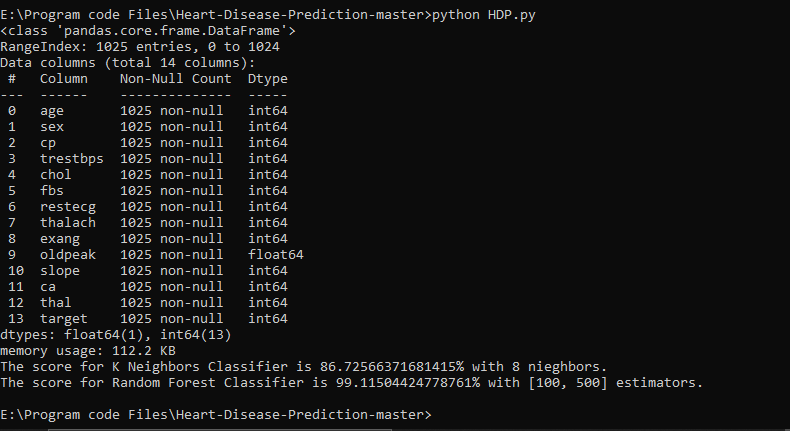 E:\Program code Files\Heart-Disease-Prediction-master>python HDP.py
<class 'pandas.core.frame.DataFrame'>
RangeIndex: 1025 entries, 0 to 1024
Data columns (total 14 columns):
 #   Column    Non-Null Count  Dtype
---  ------    --------------  -----
 0   age       1025 non-null   int64
 1   sex       1025 non-null   int64
 2   cp        1025 non-null   int64
 3   trestbps  1025 non-null   int64
 4   chol      1025 non-null   int64
 5   fbs       1025 non-null   int64
 6   restecg   1025 non-null   int64
 7   thalach   1025 non-null   int64
 8   exang     1025 non-null   int64
 9   oldpeak   1025 non-null   float64
 10  slope     1025 non-null   int64
 11  ca        1025 non-null   int64
 12  thal      1025 non-null   int64
 13  target    1025 non-null   int64
dtypes: float64(1), int64(13)
memory usage: 112.2 KB
The score for K Neighbors Classifier is 86.72566371681415% with 8 nieghbors.
The score for Random Forest Classifier is 99.11504424778761% with [100, 500] estimators.
E:\Program code Files\Heart-Disease-Prediction-master>